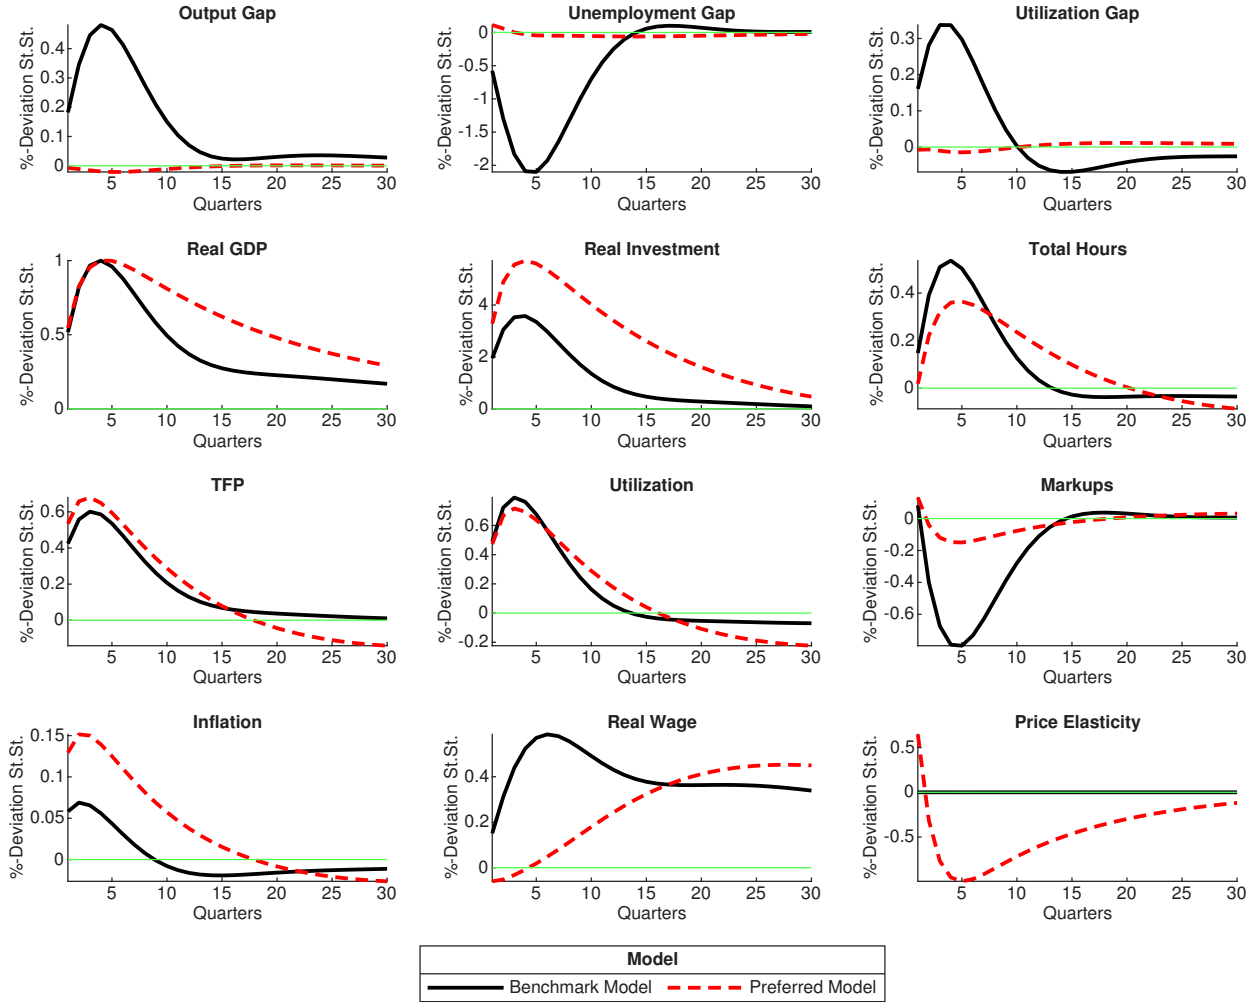 Output Gap
%-Deviation St.St.
0.4
0.3
0.2
0.1
0
5 10 15 20 25 30
Quarters
Unemployment Gap
%-Deviation St.St.
0
-0.5
-1
-1.5
-2
5 10 15 20 25 30
Quarters
Utilization Gap
%-Deviation St.St.
0.3
0.2
0.1
0
5 10 15 20 25 30
Quarters
Real GDP
%-Deviation St.St.
1
0.5
0
5 10 15 20 25 30
Quarters
Real Investment
%-Deviation St.St.
4
2
0
5 10 15 20 25 30
Quarters
Total Hours
%-Deviation St.St.
0.4
0.2
0
5 10 15 20 25 30
Quarters
TFP
%-Deviation St.St.
0.6
0.4
0.2
0
5 10 15 20 25 30
Quarters
Utilization
%-Deviation St.St.
0.6
0.4
0.2
0
-0.2
5 10 15 20 25 30
Quarters
Markups
%-Deviation St.St.
0
-0.2
-0.4
-0.6
5 10 15 20 25 30
Quarters
Inflation
%-Deviation St.St.
0.15
0.1
0.05
0
5 10 15 20 25 30
Quarters
Real Wage
%-Deviation St.St.
0.4
0.2
0
5 10 15 20 25 30
Quarters
Price Elasticity
%-Deviation St.St.
0.5
0
-0.5
5 10 15 20 25 30
Quarters
Model
Benchmark Model Preferred Model